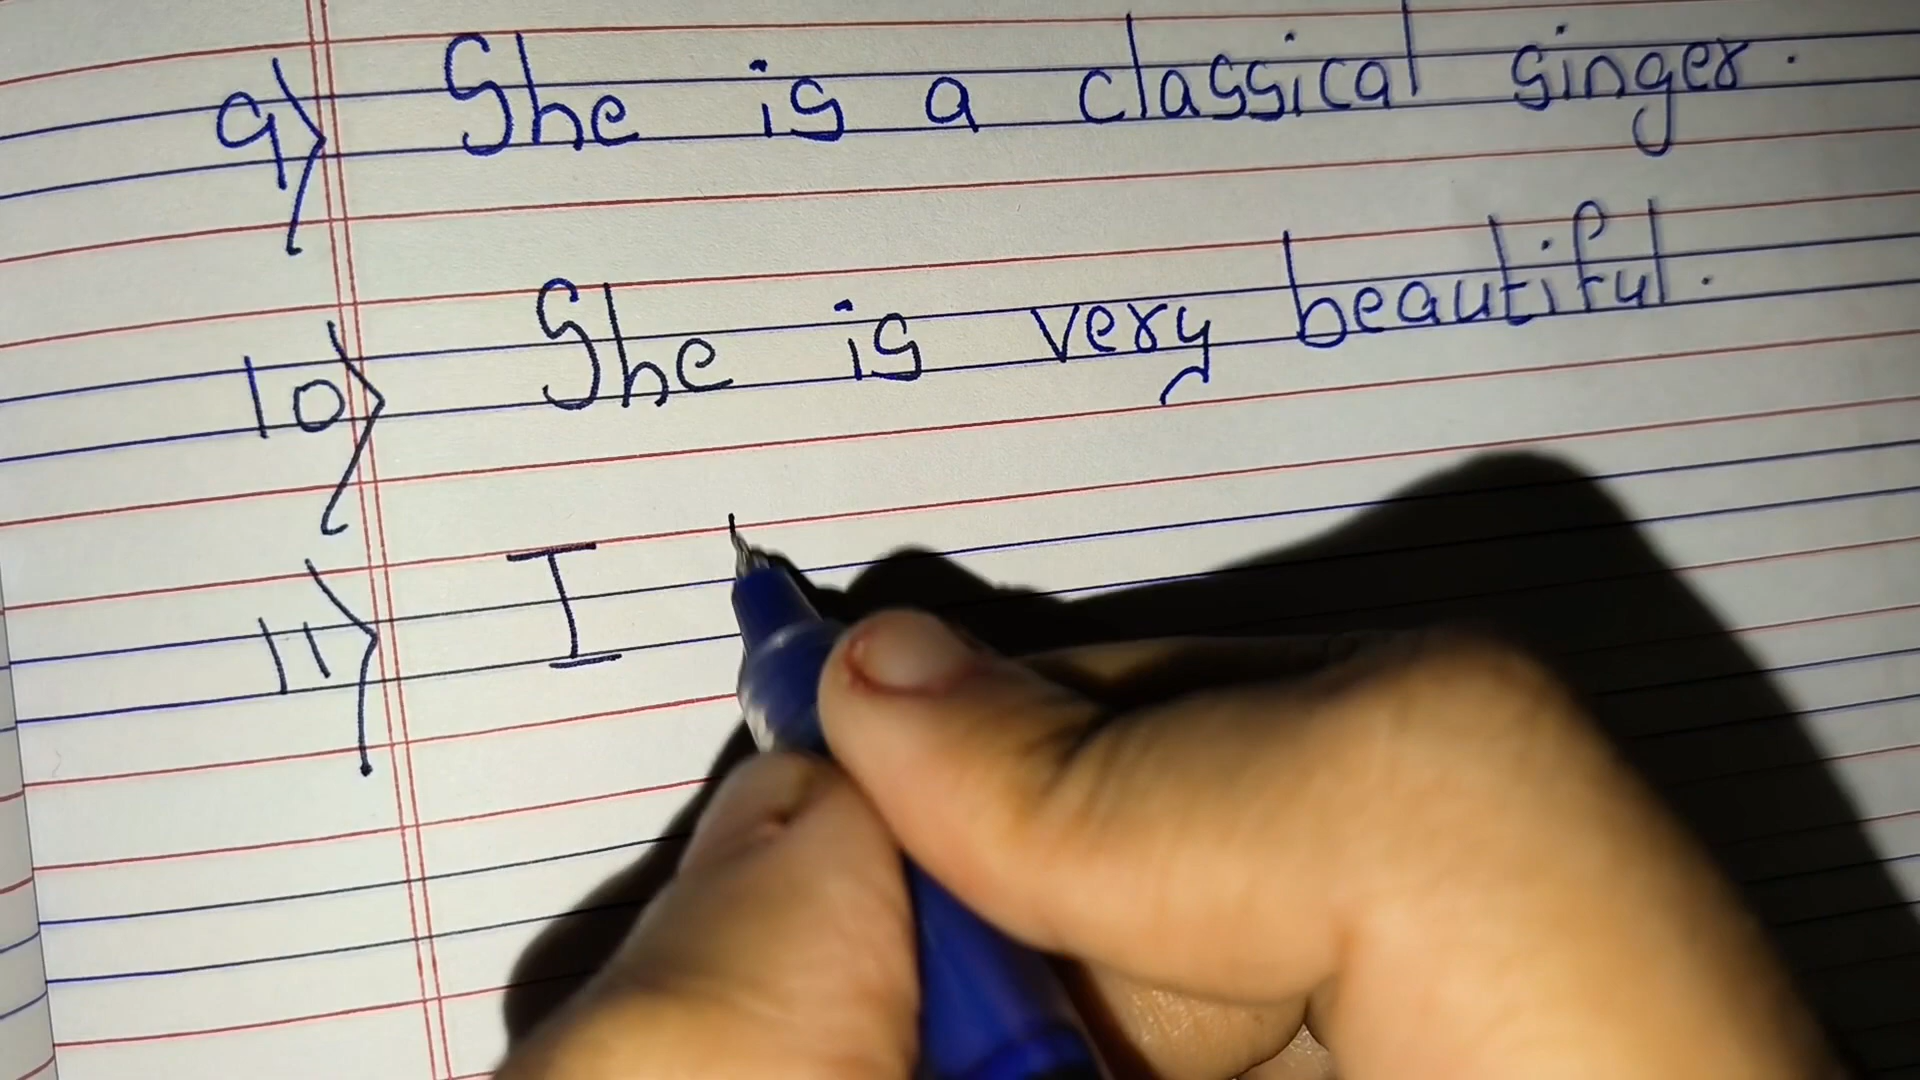 9) She is a classical singer.
10) She is very beautiful.
11) I